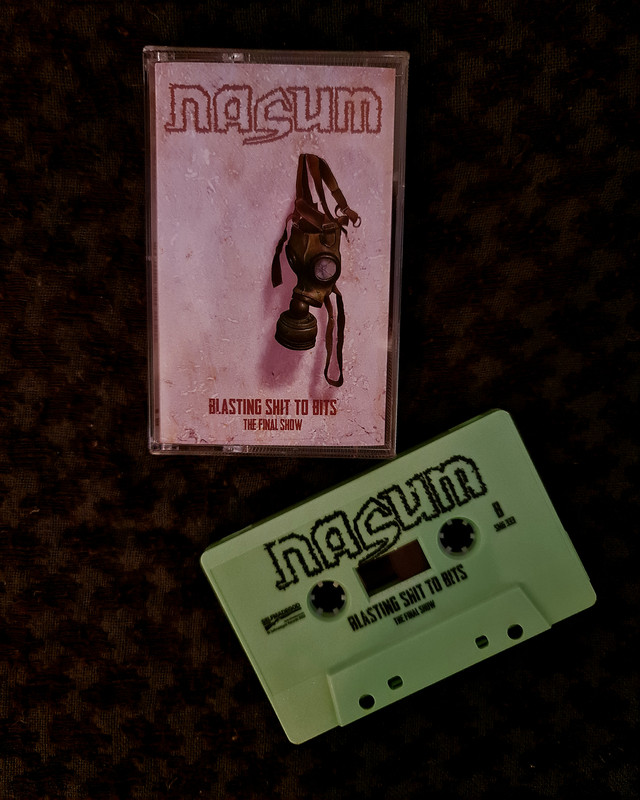 nasum
BLASTING SHIT TO BITS
THE FINAL SHOW
nasum
B
BLASTING SHIT TO BITS
THE FINAL SHOW